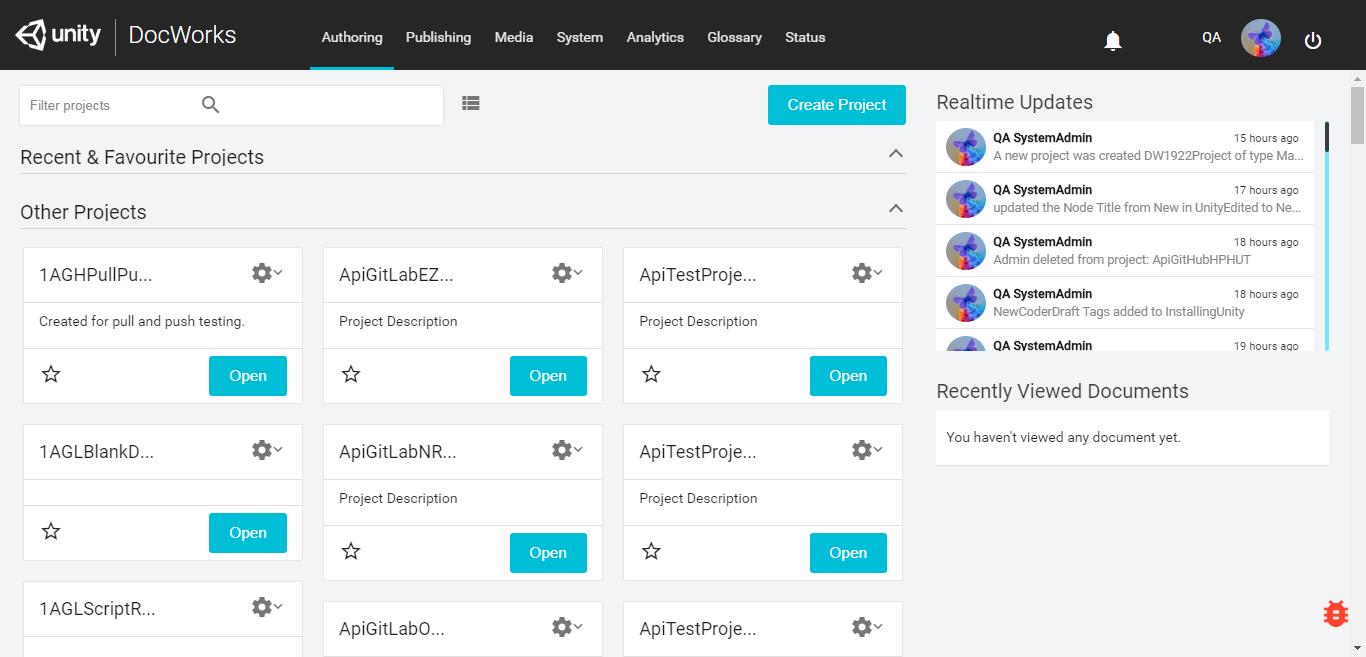 unity DocWorks Authoring Publishing Media System Analytics Glossary Status QA
Filter projects
Create Project
Recent & Favourite Projects
Other Projects
1AGHPullPu... ApiGitLabEZ... ApiTestProje...
Created for pull and push testing. Project Description Project Description
Open Open Open
1AGLBlankD... ApiGitLabNR... ApiTestProje...
Project Description Project Description
Open Open Open
1AGLScriptR... ApiGitLabO... ApiTestProje...
Realtime Updates
QA SystemAdmin 15 hours ago
A new project was created DW1922Project of type Ma...
QA SystemAdmin 17 hours ago
updated the Node Title from New in UnityEdited to Ne...
QA SystemAdmin 18 hours ago
Admin deleted from project: ApiGitHubHPHUT
QA SystemAdmin 18 hours ago
NewCoderDraft Tags added to InstallingUnity
QA SystemAdmin 19 hours ago
Recently Viewed Documents
You haven't viewed any document yet.